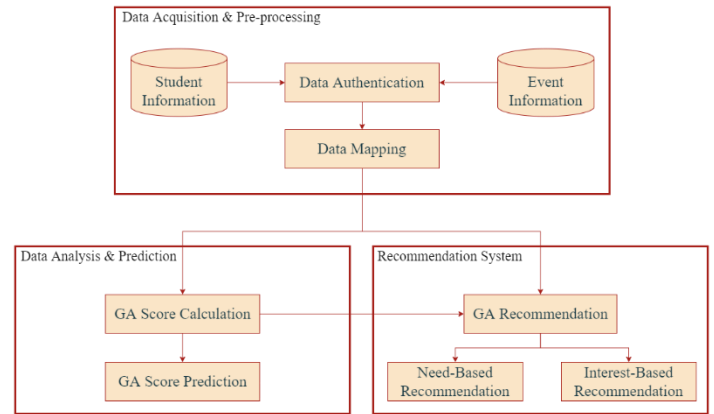 Data Acquisition & Pre-processing
Student
Information
Data Authentication
Event
Information
Data Mapping
Data Analysis & Prediction
GA Score Calculation
GA Score Prediction
Recommendation System
GA Recommendation
Need-Based
Recommendation
Interest-Based
Recommendation